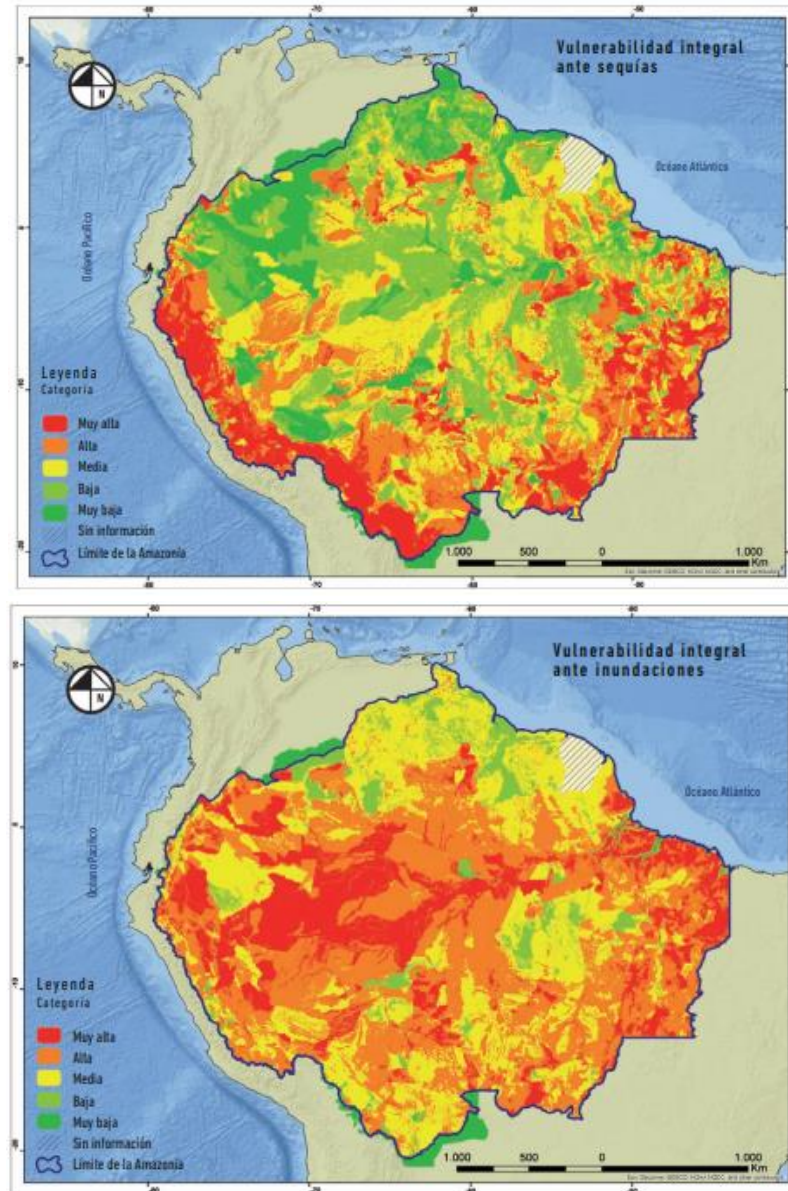 Vulnerabilidad integral
ante sequías
N
Océano Atlántico
Océano Pacífico
Leyenda
Categoría
Muy alta
Alta
Media
Baja
Muy baja
Sin información
Límite de la Amazonía
1.000 500 0 1.000
Km
-80 -70
Vulnerabilidad integral
ante inundaciones
N
Océano Atlántico
Océano Pacífico
Leyenda
Categoría
Muy alta
Alta
Media
Baja
Muy baja
Sin información
Límite de la Amazonía
1.000 500 0 1.000
Km